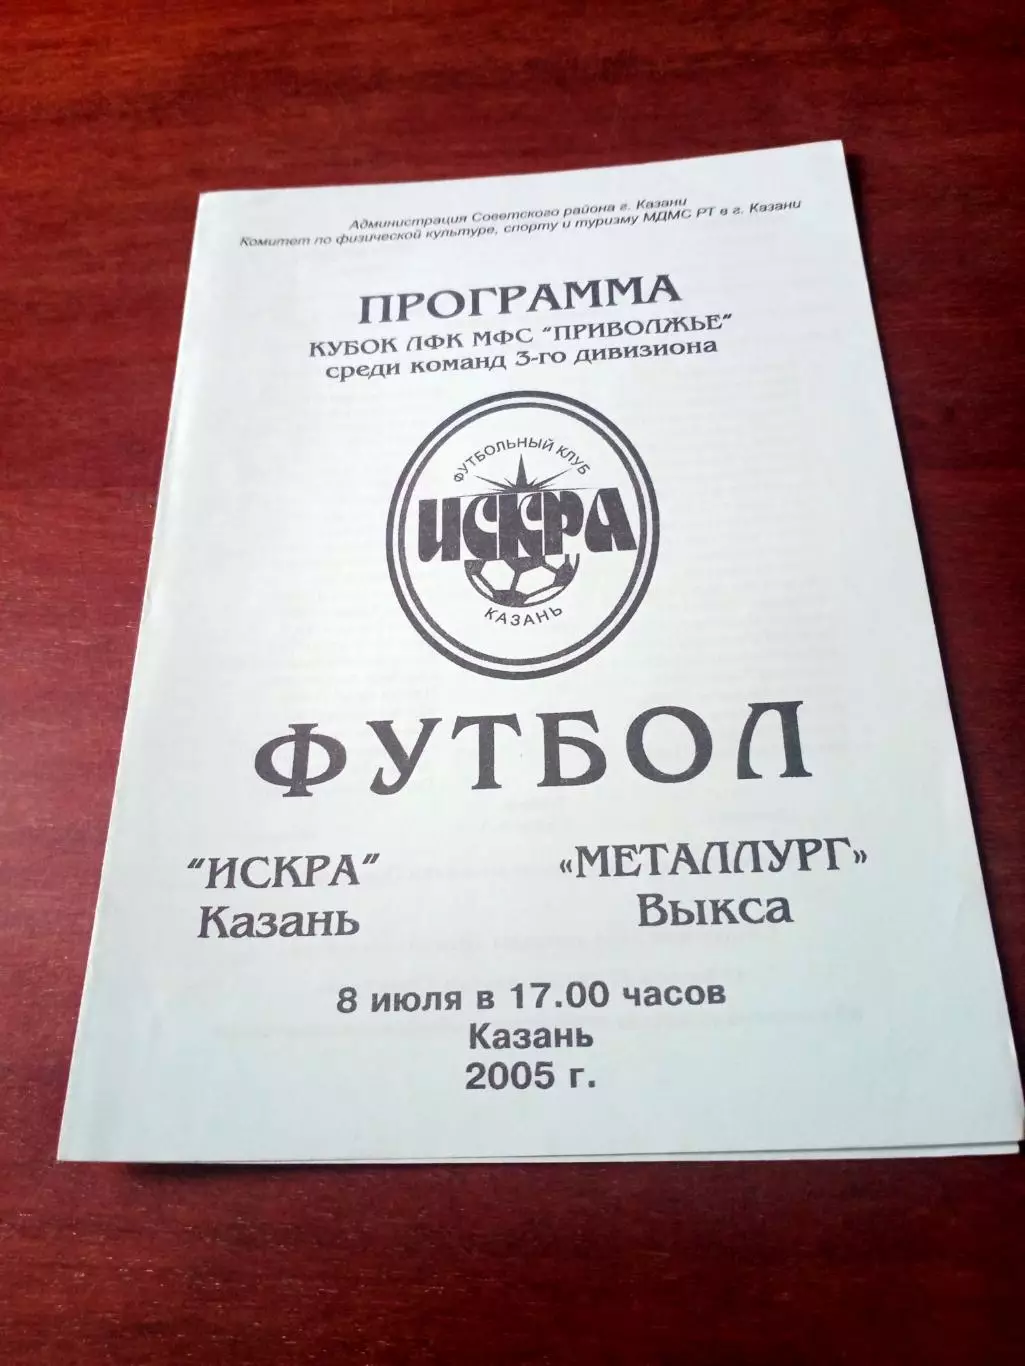 Администрация Советского района г. Казани
Комитет по физической культуре, спорту и туризму МДМС РТ в г. Казани
ПРОГРАММА
КУБОК ЛФК МФС "ПРИВОЛЖЬЕ"
среди команд 3-го дивизиона
ФУТБОЛЬНЫЙ КЛУБ
ИСКРА
КАЗАНЬ
ФУТБОЛ
"ИСКРА" «МЕТАЛЛУРГ»
Казань Выкса
8 июля в 17.00 часов
Казань
2005 г.